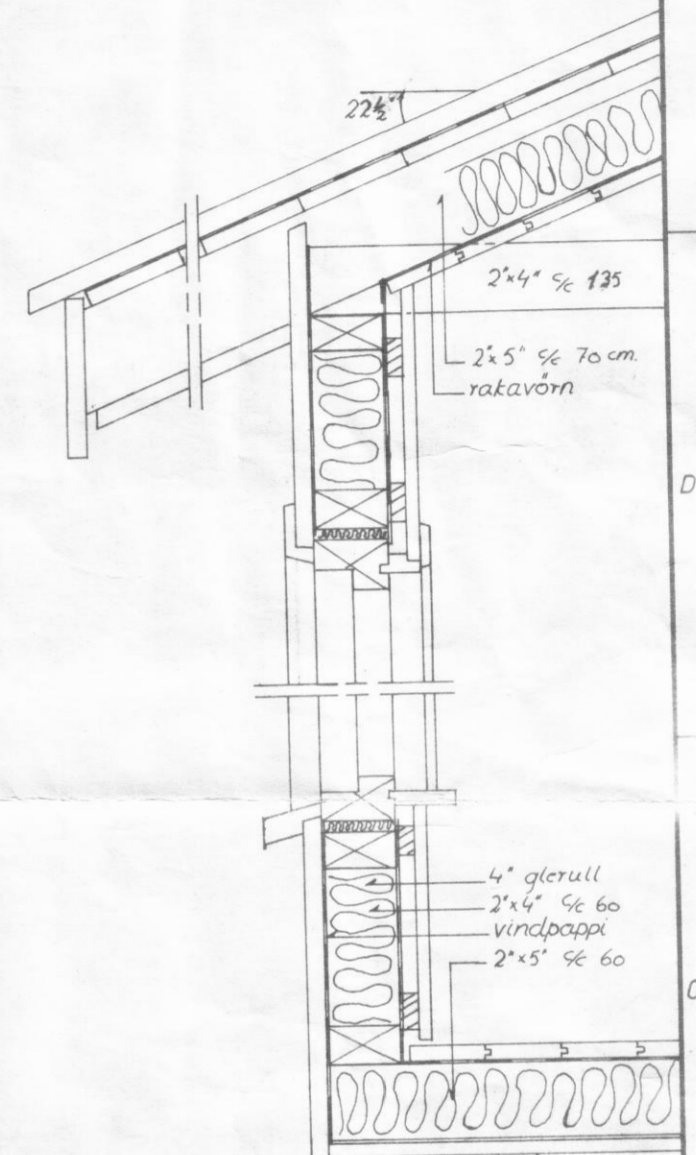 22½°
2"x4" c/c 135
2"x5" c/c 70 cm.
rakavörn
D
4" glerull
2"x4" c/c 60
vindpappi
2"x5" c/c 60